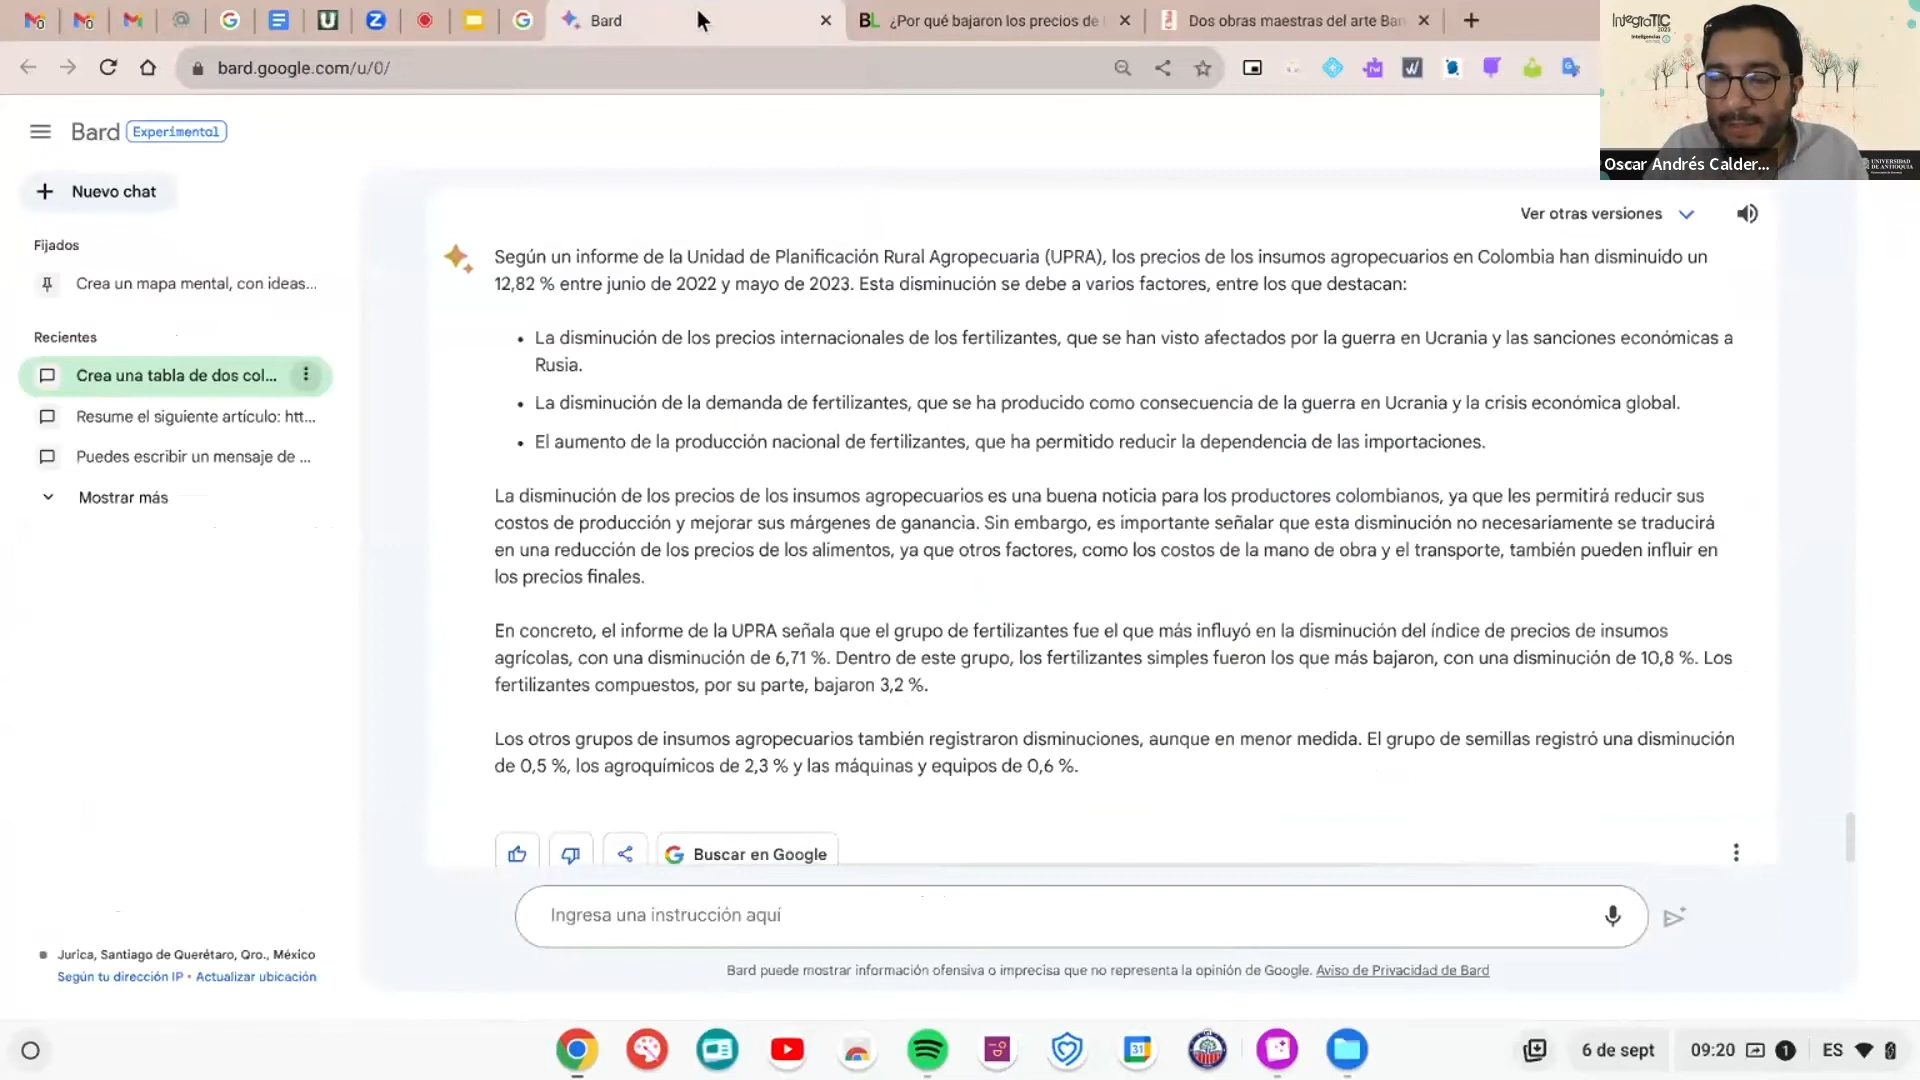 Bard
¿Por qué bajaron los precios de
Dos obras maestras del arte Bar
bard.google.com/u/0/
IntegraTIC
2023
Inteligencias
Oscar Andrés Calder...
UNIVERSIDAD
DE ANTIOQUIA
Bard Experimental
Nuevo chat
Fijados
Crea un mapa mental, con ideas...
Recientes
Crea una tabla de dos col...
Resume el siguiente artículo: htt...
Puedes escribir un mensaje de ...
Mostrar más
Ver otras versiones
Según un informe de la Unidad de Planificación Rural Agropecuaria (UPRA), los precios de los insumos agropecuarios en Colombia han disminuido un
12,82 % entre junio de 2022 y mayo de 2023. Esta disminución se debe a varios factores, entre los que destacan:
• La disminución de los precios internacionales de los fertilizantes, que se han visto afectados por la guerra en Ucrania y las sanciones económicas a
Rusia.
• La disminución de la demanda de fertilizantes, que se ha producido como consecuencia de la guerra en Ucrania y la crisis económica global.
• El aumento de la producción nacional de fertilizantes, que ha permitido reducir la dependencia de las importaciones.
La disminución de los precios de los insumos agropecuarios es una buena noticia para los productores colombianos, ya que les permitirá reducir sus
costos de producción y mejorar sus márgenes de ganancia. Sin embargo, es importante señalar que esta disminución no necesariamente se traducirá
en una reducción de los precios de los alimentos, ya que otros factores, como los costos de la mano de obra y el transporte, también pueden influir en
los precios finales.
En concreto, el informe de la UPRA señala que el grupo de fertilizantes fue el que más influyó en la disminución del índice de precios de insumos
agrícolas, con una disminución de 6,71 %. Dentro de este grupo, los fertilizantes simples fueron los que más bajaron, con una disminución de 10,8 %. Los
fertilizantes compuestos, por su parte, bajaron 3,2 %.
Los otros grupos de insumos agropecuarios también registraron disminuciones, aunque en menor medida. El grupo de semillas registró una disminución
de 0,5 %, los agroquímicos de 2,3 % y las máquinas y equipos de 0,6 %.
Buscar en Google
Ingresa una instrucción aquí
Jurica, Santiago de Querétaro, Qro., México
Según tu dirección IP • Actualizar ubicación
Bard puede mostrar información ofensiva o imprecisa que no representa la opinión de Google. Aviso de Privacidad de Bard
31
6 de sept
09:20
1
ES